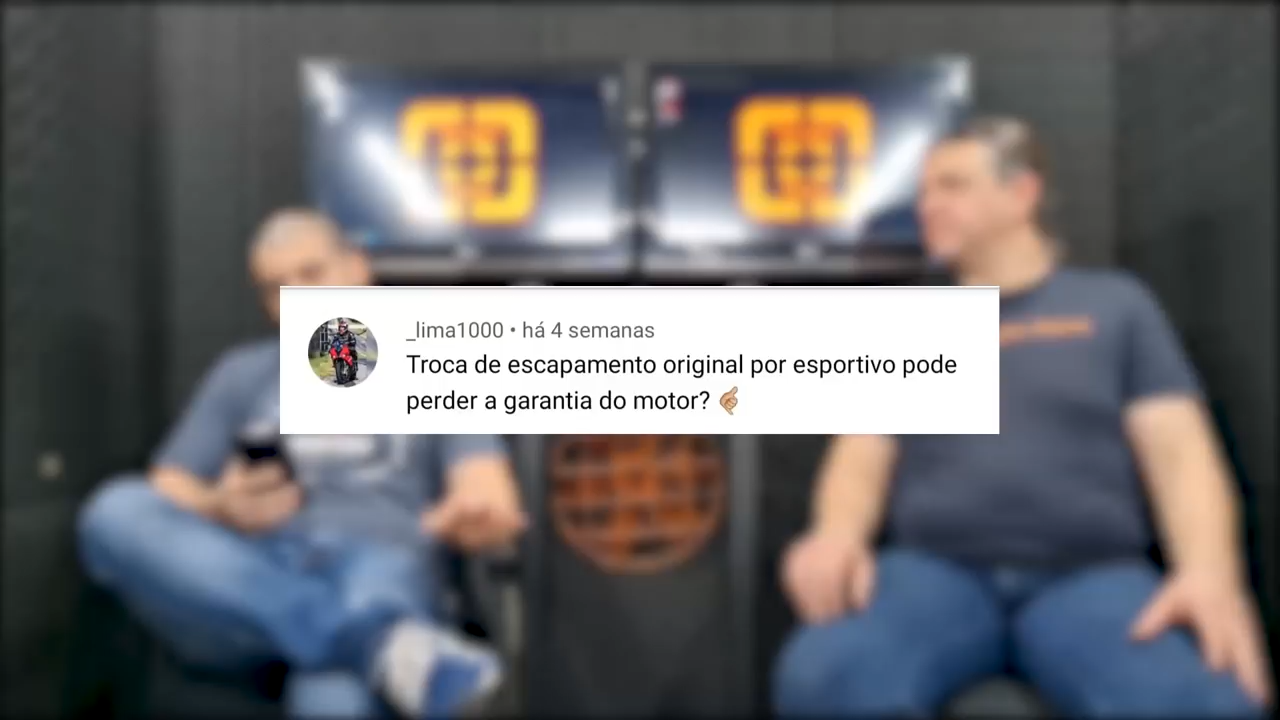 _lima1000 • há 4 semanas
Troca de escapamento original por esportivo pode
perder a garantia do motor? 🤙🏼